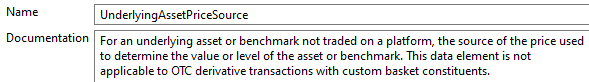 Name UnderlyingAssetPriceSource
Documentation For an underlying asset or benchmark not traded on a platform, the source of the price used
to determine the value or level of the asset or benchmark. This data element is not
applicable to OTC derivative transactions with custom basket constituents.